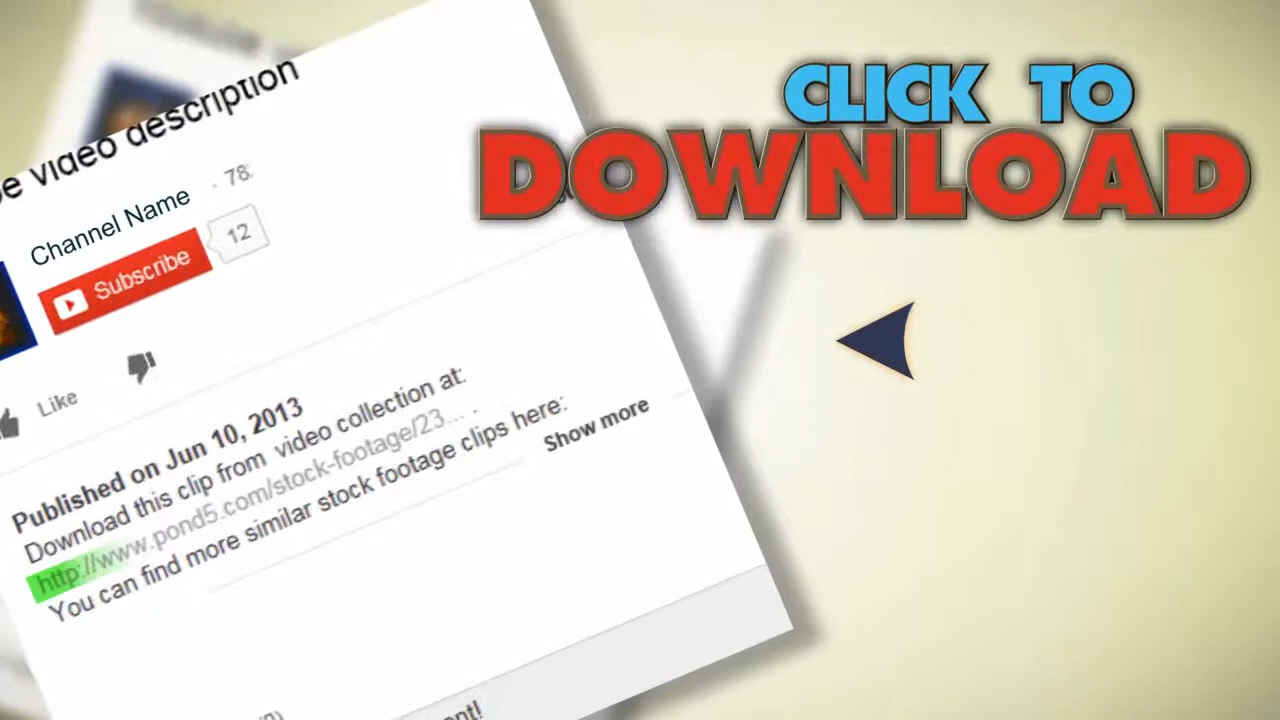 CLICK TO
DOWNLOAD
video description
Channel Name
78
Subscribe
12
Like
Published on Jun 10, 2013
Download this clip from video collection at:
http://www.pond5.com/stock-footage/23...
You can find more similar stock footage clips here:
Show more